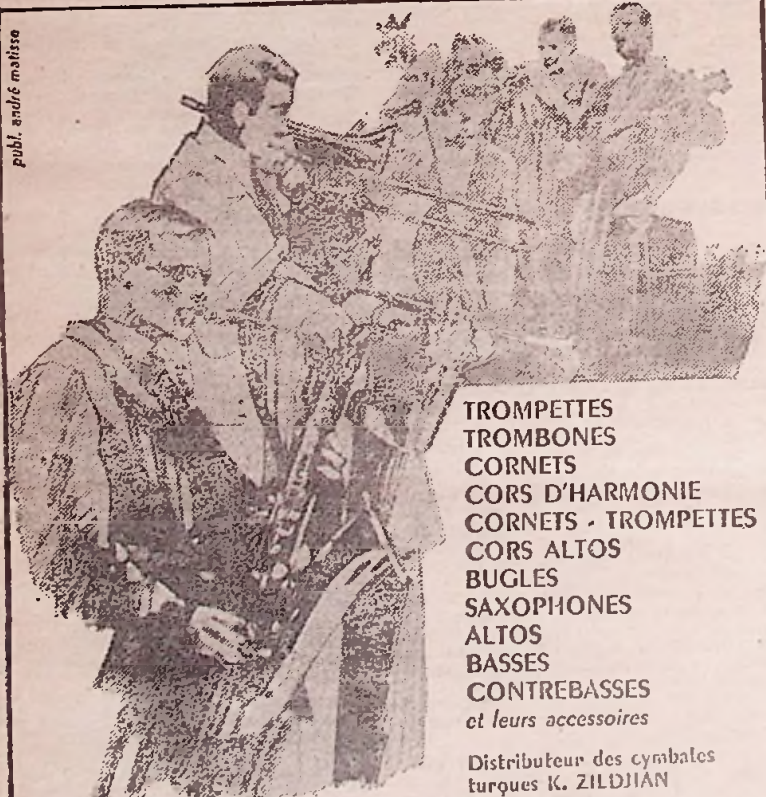 publ. andré matisse
TROMPETTES
TROMBONES
CORNETS
CORS D'HARMONIE
CORNETS - TROMPETTES
CORS ALTOS
BUGLES
SAXOPHONES
ALTOS
BASSES
CONTREBASSES
et leurs accessoires
Distributeur des cymbales
turques K. ZILDJIAN